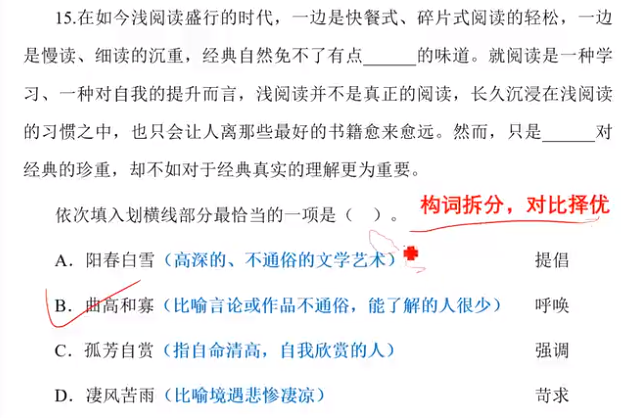 15.在如今浅阅读盛行的时代，一边是快餐式、碎片式阅读的轻松，一边
是慢读、细读的沉重，经典自然免不了有点______的味道。就阅读是一种学
习、一种对自我的提升而言，浅阅读并不是真正的阅读，长久沉浸在浅阅读
的习惯之中，也只会让人离那些最好的书籍愈来愈远。然而，只是______对
经典的珍重，却不如对于经典真实的理解更为重要。
依次填入划横线部分最恰当的一项是（ ）。
构词拆分，对比择优
A．阳春白雪（高深的、不通俗的文学艺术） 提倡
B．曲高和寡（比喻言论或作品不通俗，能了解的人很少） 呼唤
C．孤芳自赏（指自命清高，自我欣赏的人） 强调
D．凄风苦雨（比喻境遇悲惨凄凉） 苛求